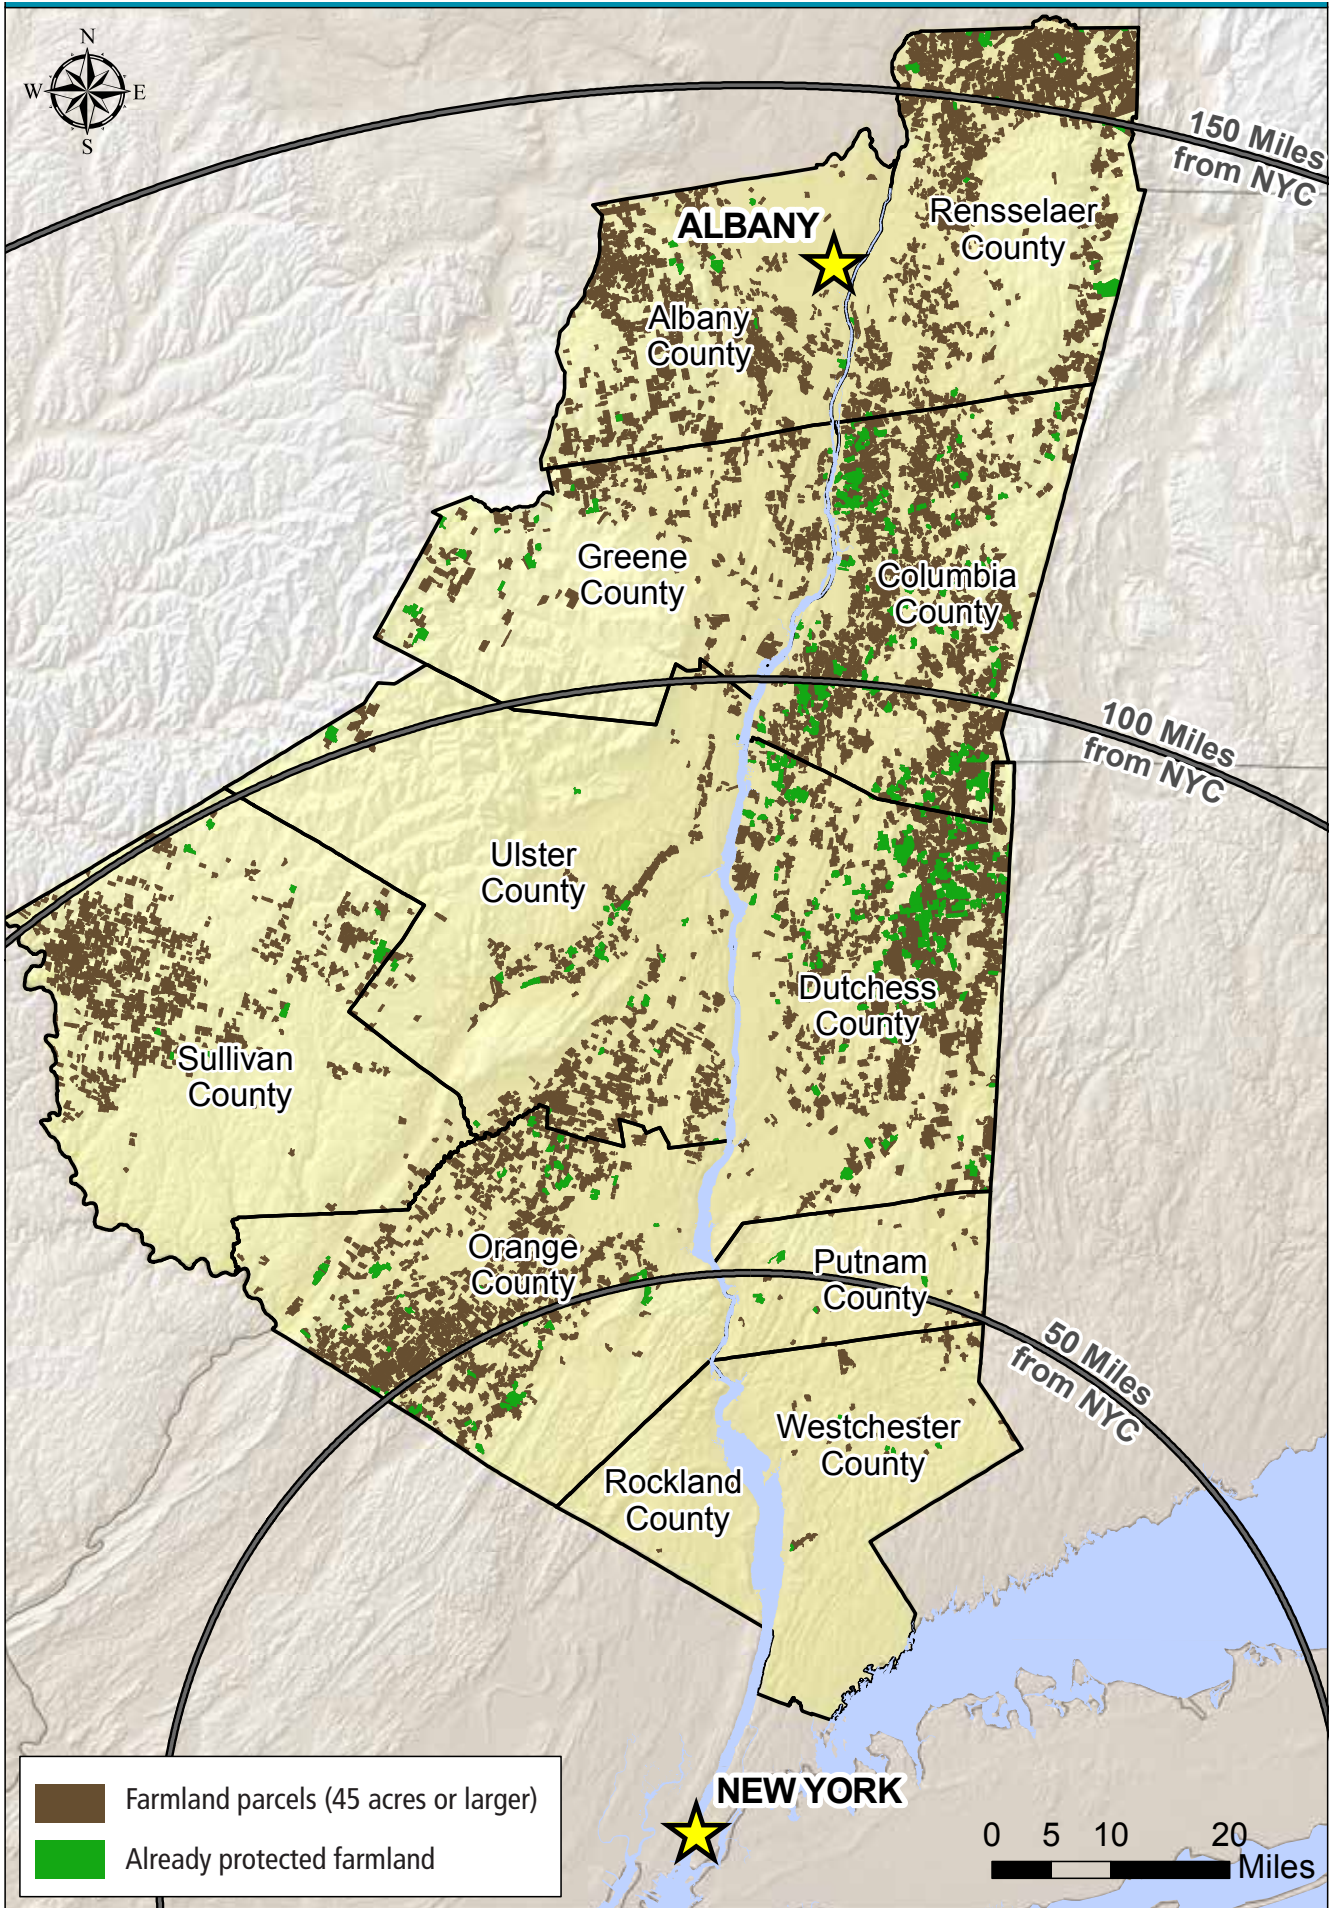 N
W E
S
150 Miles
from NYC
Rensselaer
County
ALBANY
Albany
County
Greene
County
Columbia
County
100 Miles
from NYC
Ulster
County
Dutchess
County
Sullivan
County
Orange
County
Putnam
County
50 Miles
from NYC
Westchester
County
Rockland
County
NEW YORK
Farmland parcels (45 acres or larger)
Already protected farmland
0 5 10 20
Miles